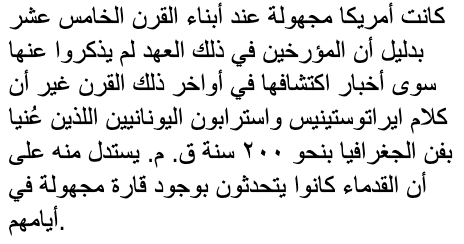 كانت أمريكا مجهولة عند أبناء القرن الخامس عشر
بدليل أن المؤرخين في ذلك العهد لم يذكروا عنها
سوى أخبار اكتشافها في أواخر ذلك القرن غير أن
كلام ايراتوستينيس واسترابون اليونانيين اللذين عُنيا
بفن الجغرافيا بنحو ٢٠٠ سنة ق. م. يستدل منه على
أن القدماء كانوا يتحدثون بوجود قارة مجهولة في
أيامهم.